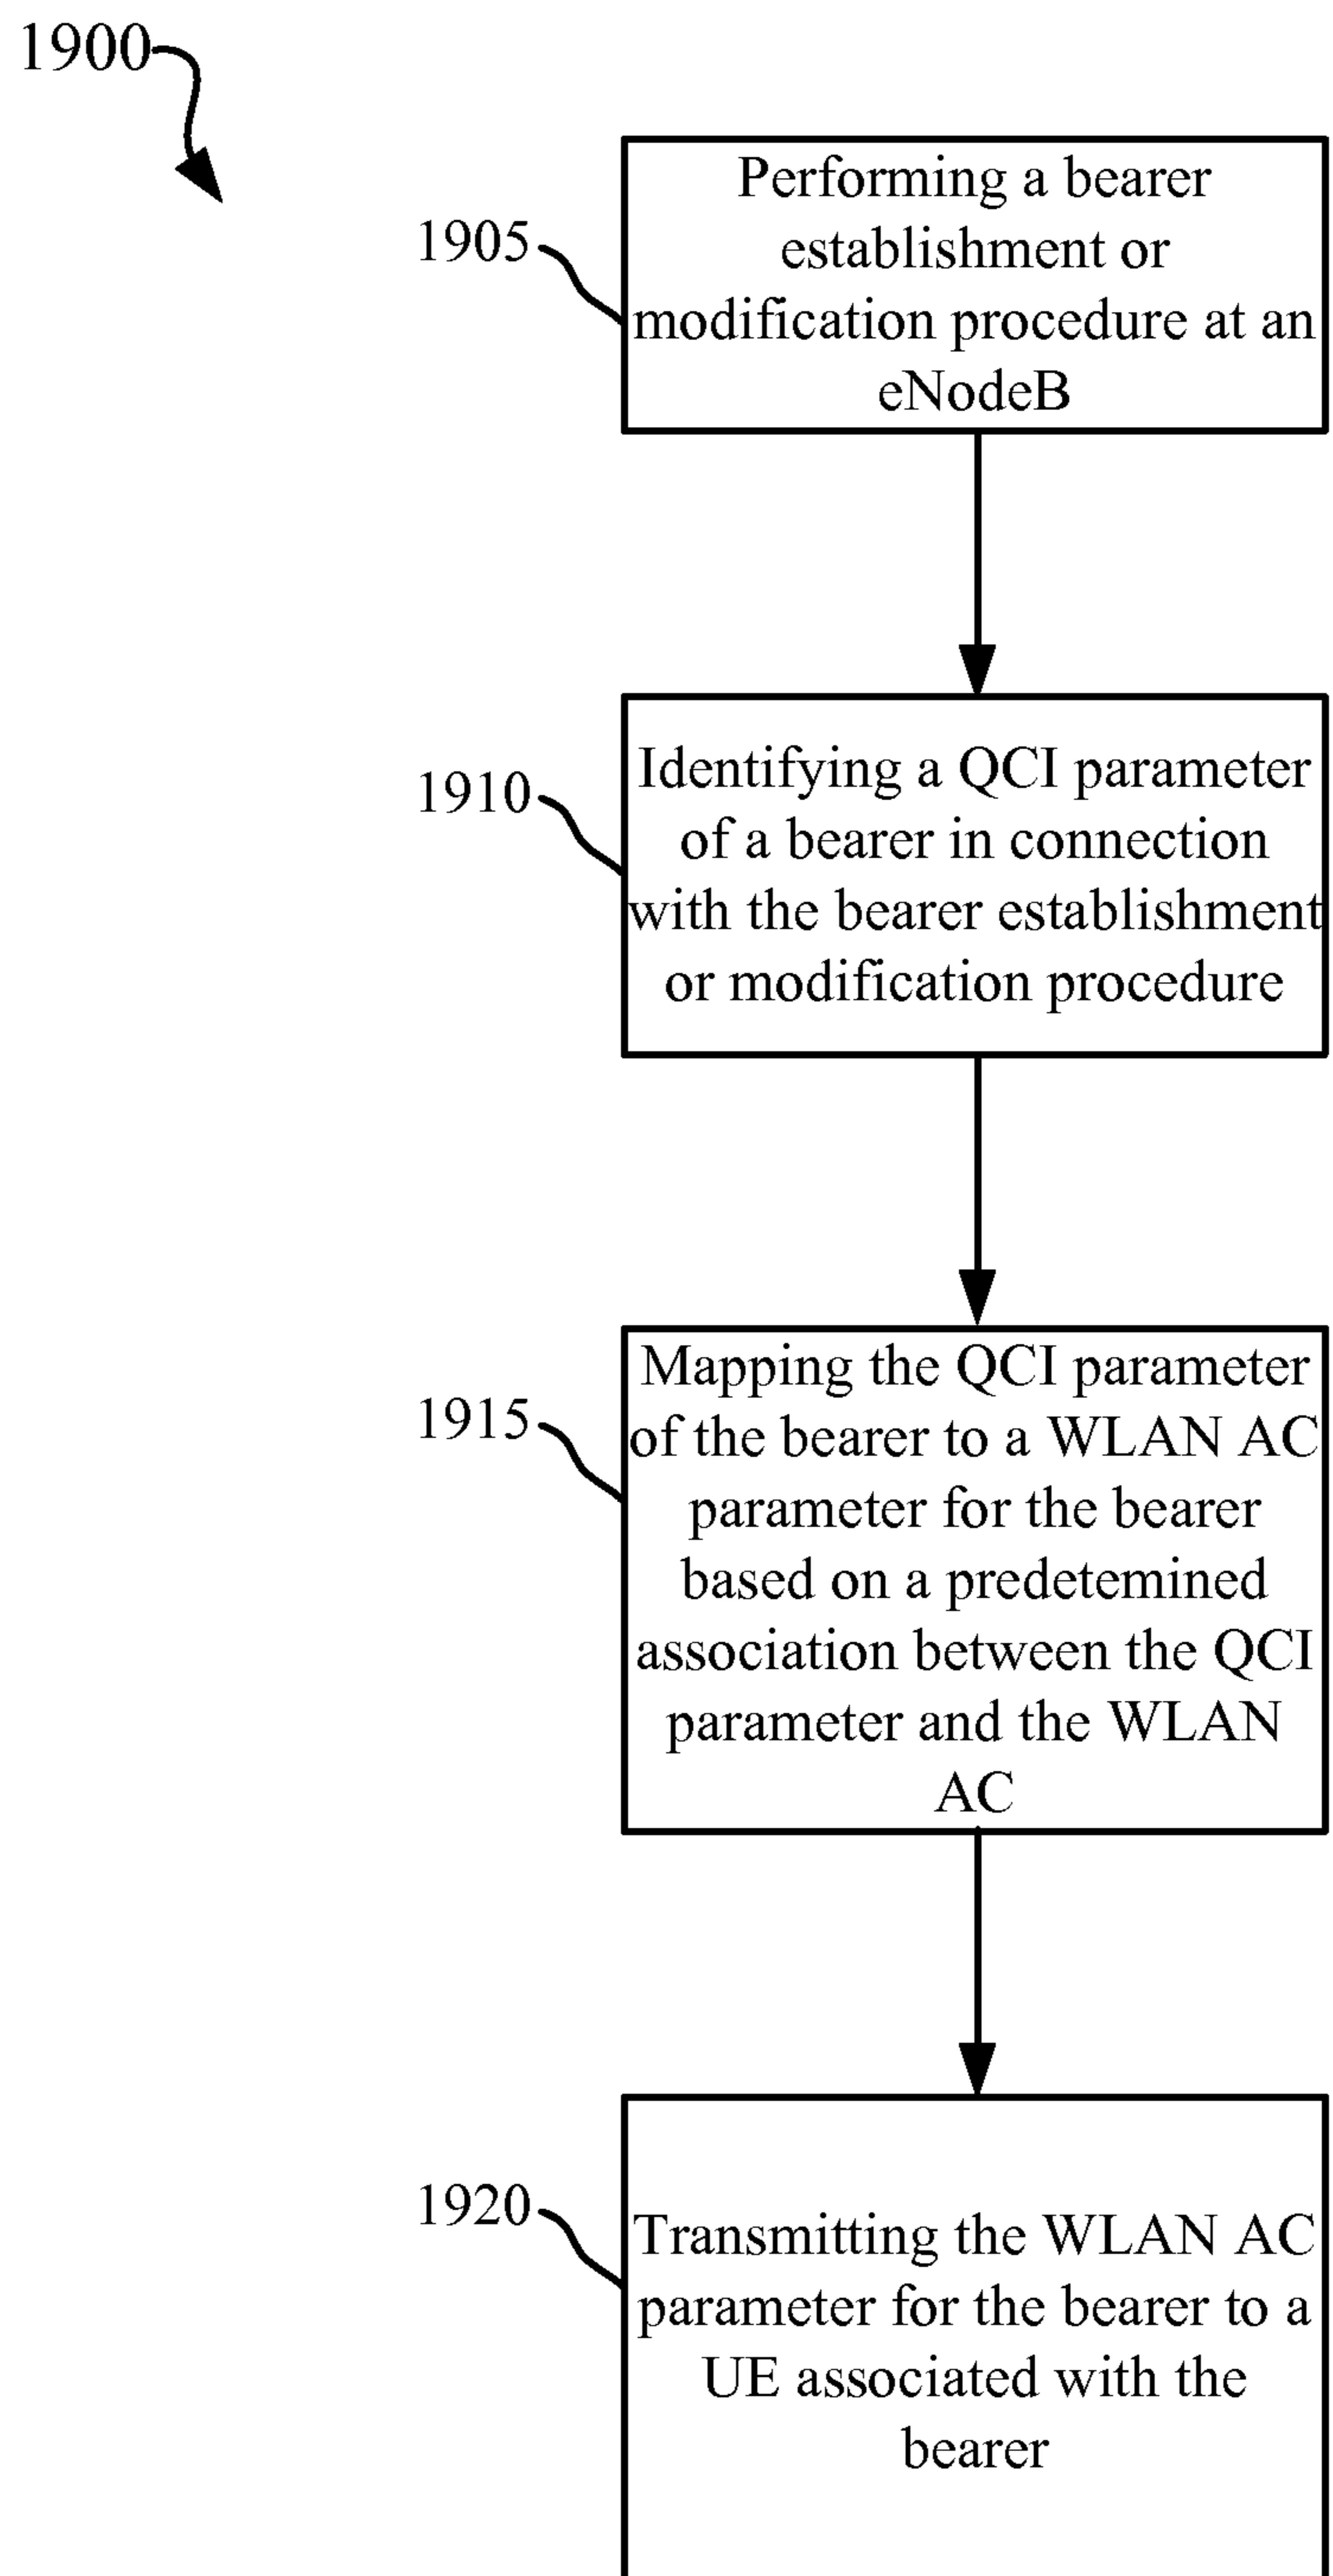 1900
1905
Performing a bearer
establishment or
modification procedure at an
eNodeB
1910
Identifying a QCI parameter
of a bearer in connection
with the bearer establishment
or modification procedure
1915
Mapping the QCI parameter
of the bearer to a WLAN AC
parameter for the bearer
based on a predetemined
association between the QCI
parameter and the WLAN
AC
1920
Transmitting the WLAN AC
parameter for the bearer to a
UE associated with the
bearer